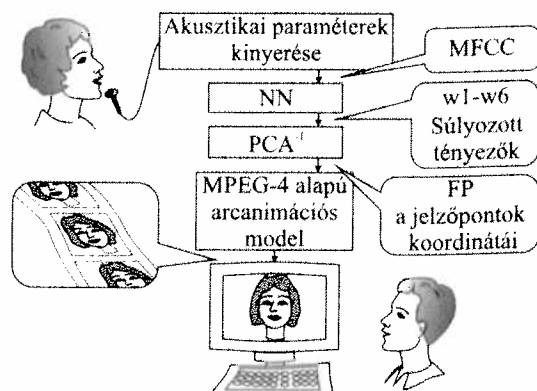 Akusztikai paraméterek
kinyerése
MFCC
NN
w1-w6
Súlyozott
tényezők
PCA⁻¹
MPEG-4 alapú
arcanimációs
model
FP
a jelzőpontok
koordinátái